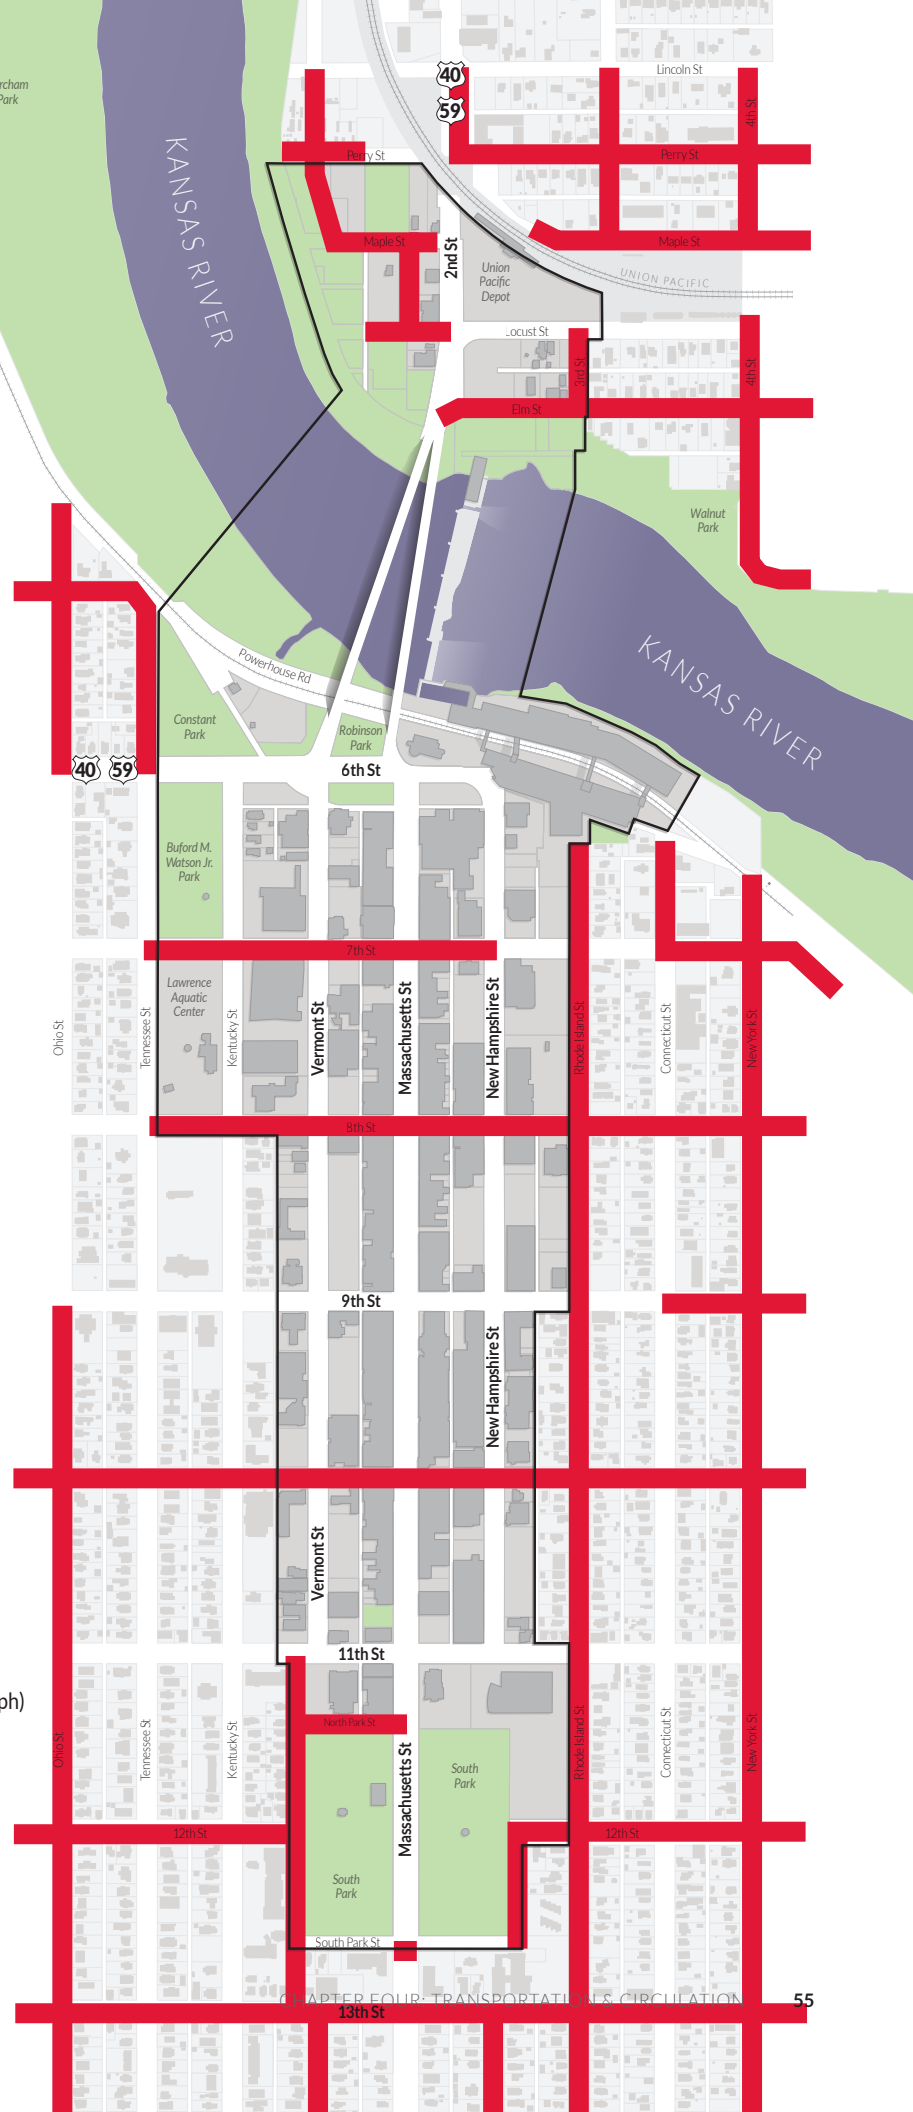 rcham
Park
KANSAS RIVER
40
59
Lincoln St
4th St
Perry St
Perry St
Maple St
2nd St
Maple St
Union
Pacific
Depot
UNION PACIFIC
Locust St
3rd St
4th St
Elm St
Walnut
Park
KANSAS RIVER
Powerhouse Rd
Constant
Park
Robinson
Park
6th St
40
59
Buford M.
Watson Jr.
Park
7th St
Lawrence
Aquatic
Center
Ohio St
Tennessee St
Kentucky St
Vermont St
Massachusetts St
New Hampshire St
Rhode Island St
Connecticut St
New York St
8th St
9th St
New Hampshire St
Vermont St
11th St
ph)
North Park St
Ohio St
Tennessee St
Kentucky St
Massachusetts St
South
Park
Rhode Island St
Connecticut St
New York St
12th St
12th St
South
Park
South Park St
CHAPTER FOUR: TRANSPORTATION & CIRCULATION
55
13th St